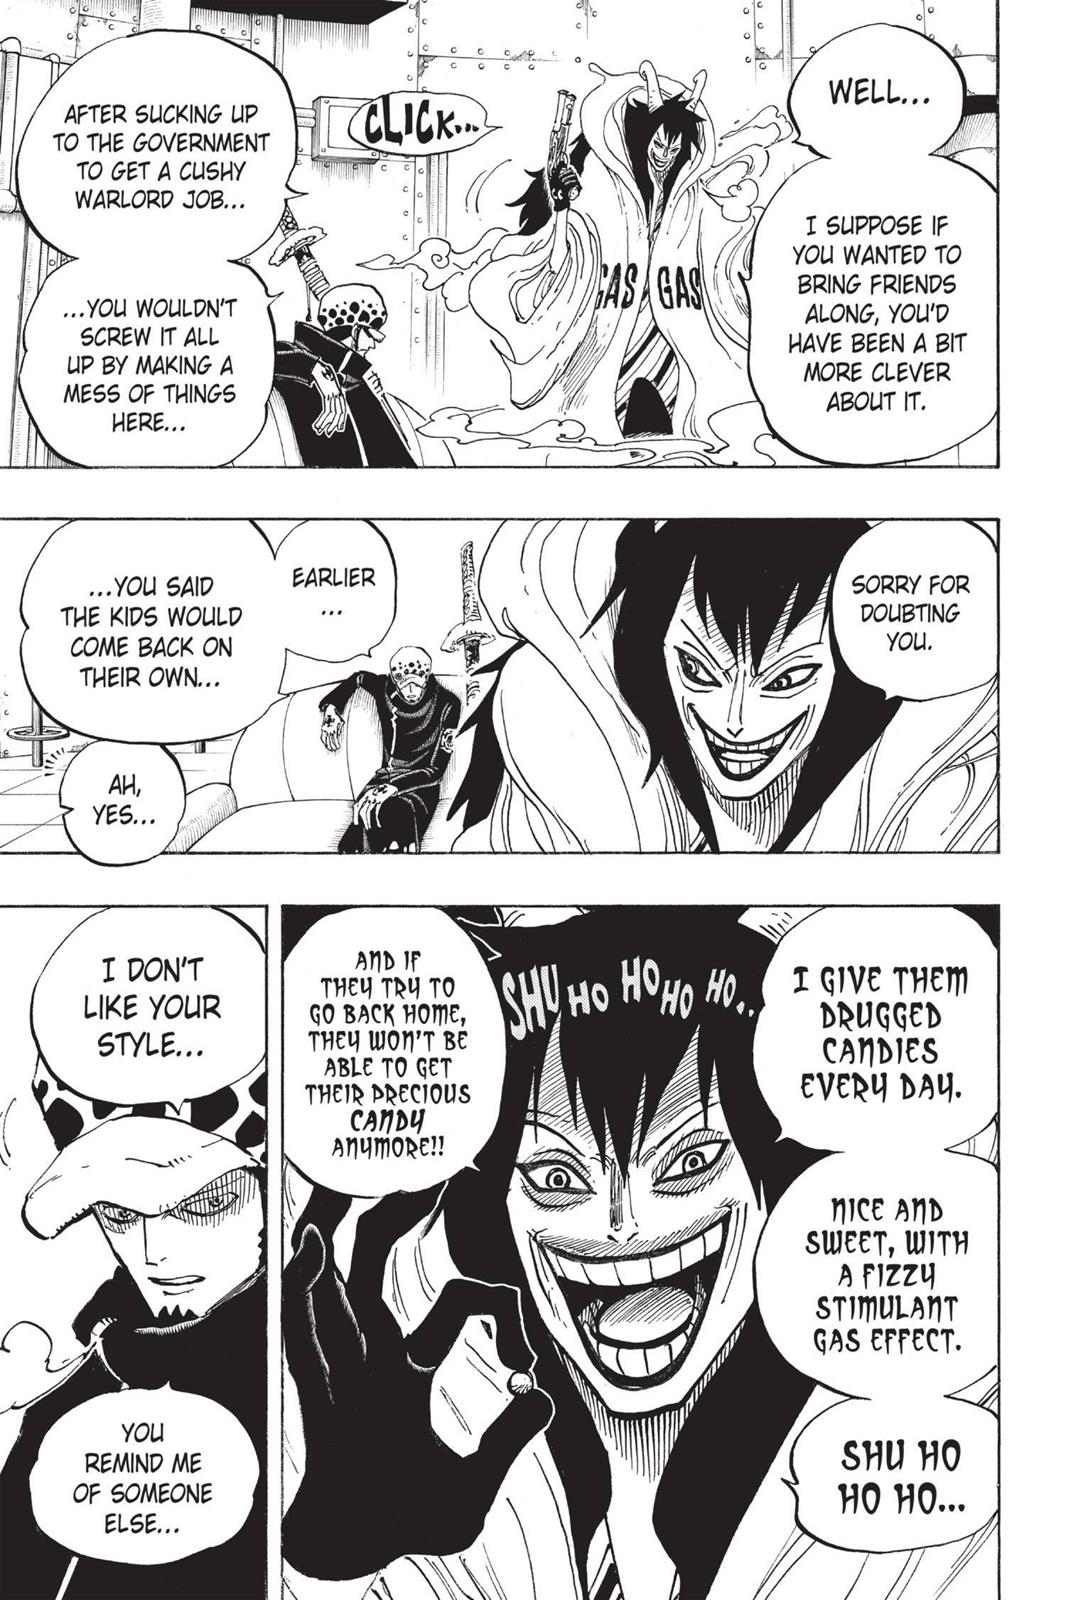 WELL...
I SUPPOSE IF
YOU WANTED TO
BRING FRIENDS
ALONG, YOU'D
HAVE BEEN A BIT
MORE CLEVER
ABOUT IT.
GAS GAS
CLICK...
AFTER SUCKING UP
TO THE GOVERNMENT
TO GET A CUSHY
WARLORD JOB...
...YOU WOULDN'T
SCREW IT ALL
UP BY MAKING A
MESS OF THINGS
HERE...
SORRY FOR
DOUBTING
YOU.
EARLIER
...
...YOU SAID
THE KIDS WOULD
COME BACK ON
THEIR OWN...
AH,
YES...
I GIVE THEM
DRUGGED
CANDIES
EVERY DAY.
NICE AND
SWEET, WITH
A FIZZY
STIMULANT
GAS EFFECT.
SHU HO
HO HO...
SHU HO HO HO HO...
AND IF
THEY TRY TO
GO BACK HOME,
THEY WON'T BE
ABLE TO GET
THEIR PRECIOUS
CANDY
ANYMORE!!
I DON'T
LIKE YOUR
STYLE...
YOU
REMIND ME
OF SOMEONE
ELSE...